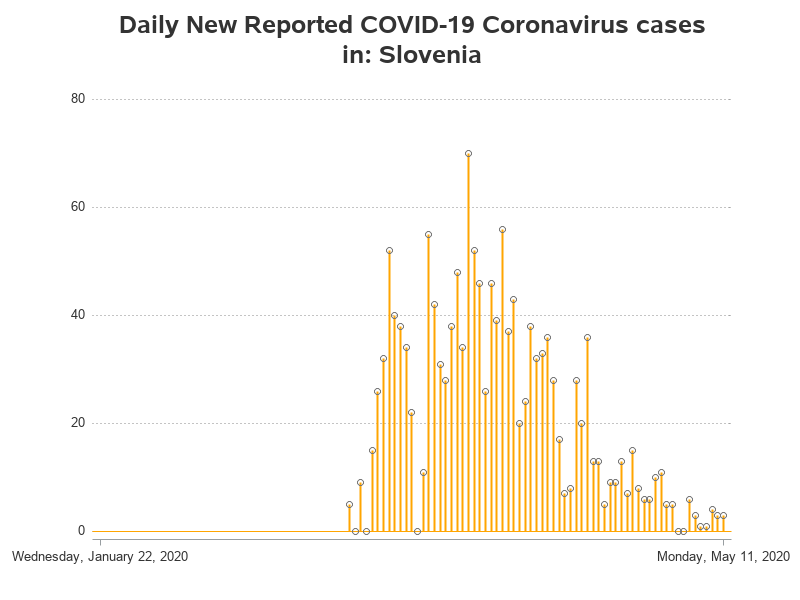 Daily New Reported COVID-19 Coronavirus cases
in: Slovenia
80
60
40
20
0
Wednesday, January 22, 2020
Monday, May 11, 2020